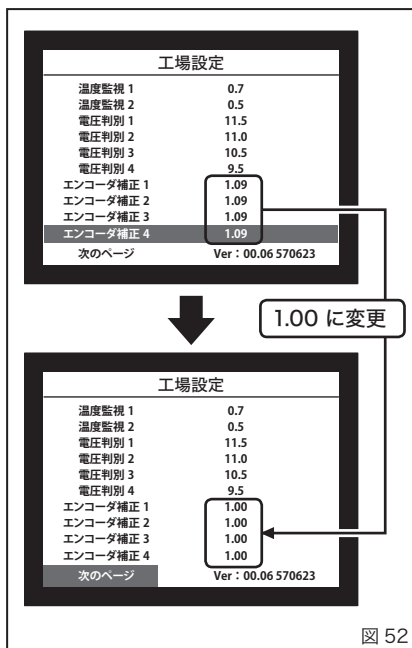 工場設定
温度監視 1 0.7
温度監視 2 0.5
電圧判別 1 11.5
電圧判別 2 11.0
電圧判別 3 10.5
電圧判別 4 9.5
エンコーダ補正 1 1.09
エンコーダ補正 2 1.09
エンコーダ補正 3 1.09
エンコーダ補正 4 1.09
次のページ Ver：00.06 570623
1.00 に変更
工場設定
温度監視 1 0.7
温度監視 2 0.5
電圧判別 1 11.5
電圧判別 2 11.0
電圧判別 3 10.5
電圧判別 4 9.5
エンコーダ補正 1 1.00
エンコーダ補正 2 1.00
エンコーダ補正 3 1.00
エンコーダ補正 4 1.00
次のページ Ver：00.06 570623
図 52